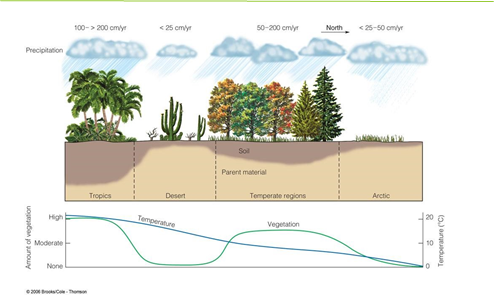 100–> 200 cm/yr
< 25 cm/yr
50–200 cm/yr
North
< 25–50 cm/yr
Precipitation
Soil
Parent material
Tropics
Desert
Temperate regions
Arctic
Amount of vegetation
High
Moderate
None
Temperature
Vegetation
20
10
0
Temperature (°C)
© 2006 Brooks/Cole - Thomson